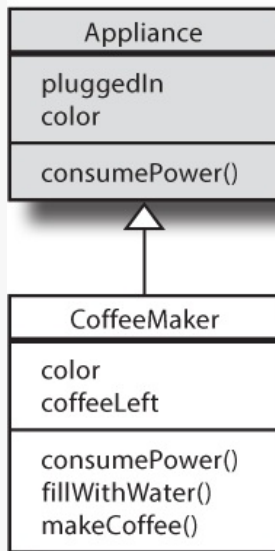 Appliance
pluggedIn
color
consumePower()
CoffeeMaker
color
coffeeLeft
consumePower()
fillWithWater()
makeCoffee()